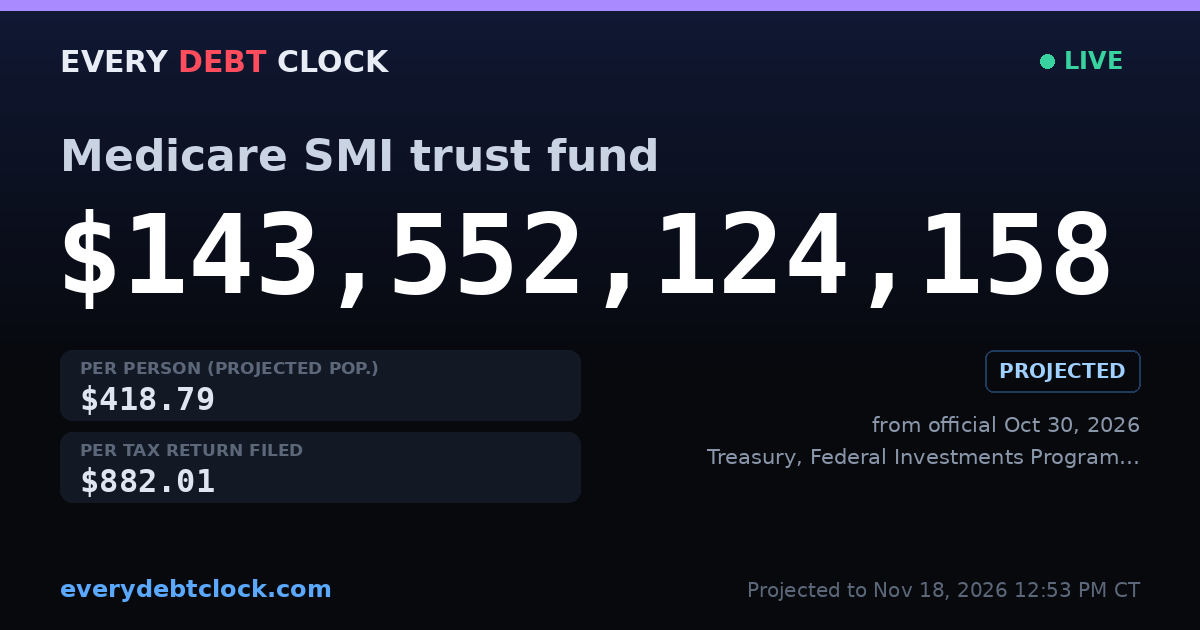 EVERY DEBT CLOCK
LIVE
Medicare SMI trust fund
$143,552,124,158
PER PERSON (PROJECTED POP.)
$418.79
PER TAX RETURN FILED
$882.01
PROJECTED
from official Oct 30, 2026
Treasury, Federal Investments Program…
everydebtclock.com
Projected to Nov 18, 2026 12:53 PM CT